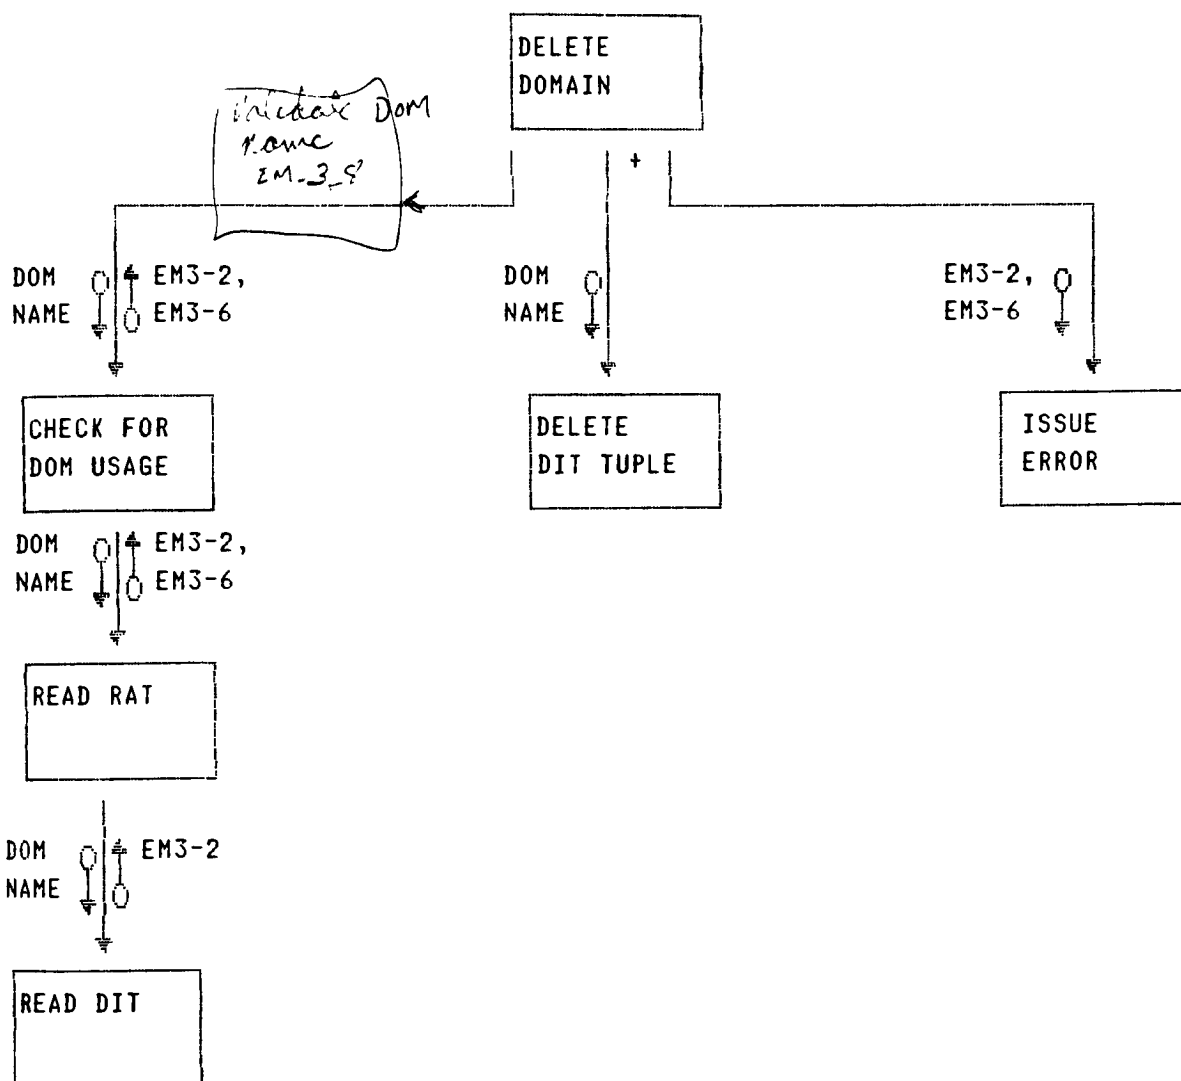 DELETE
DOMAIN
Validate DOM
Name
EM-3-8
+
DOM
NAME
EM3-2,
EM3-6
DOM
NAME
EM3-2,
EM3-6
CHECK FOR
DOM USAGE
DELETE
DIT TUPLE
ISSUE
ERROR
DOM
NAME
EM3-2,
EM3-6
READ RAT
DOM
NAME
EM3-2
READ DIT